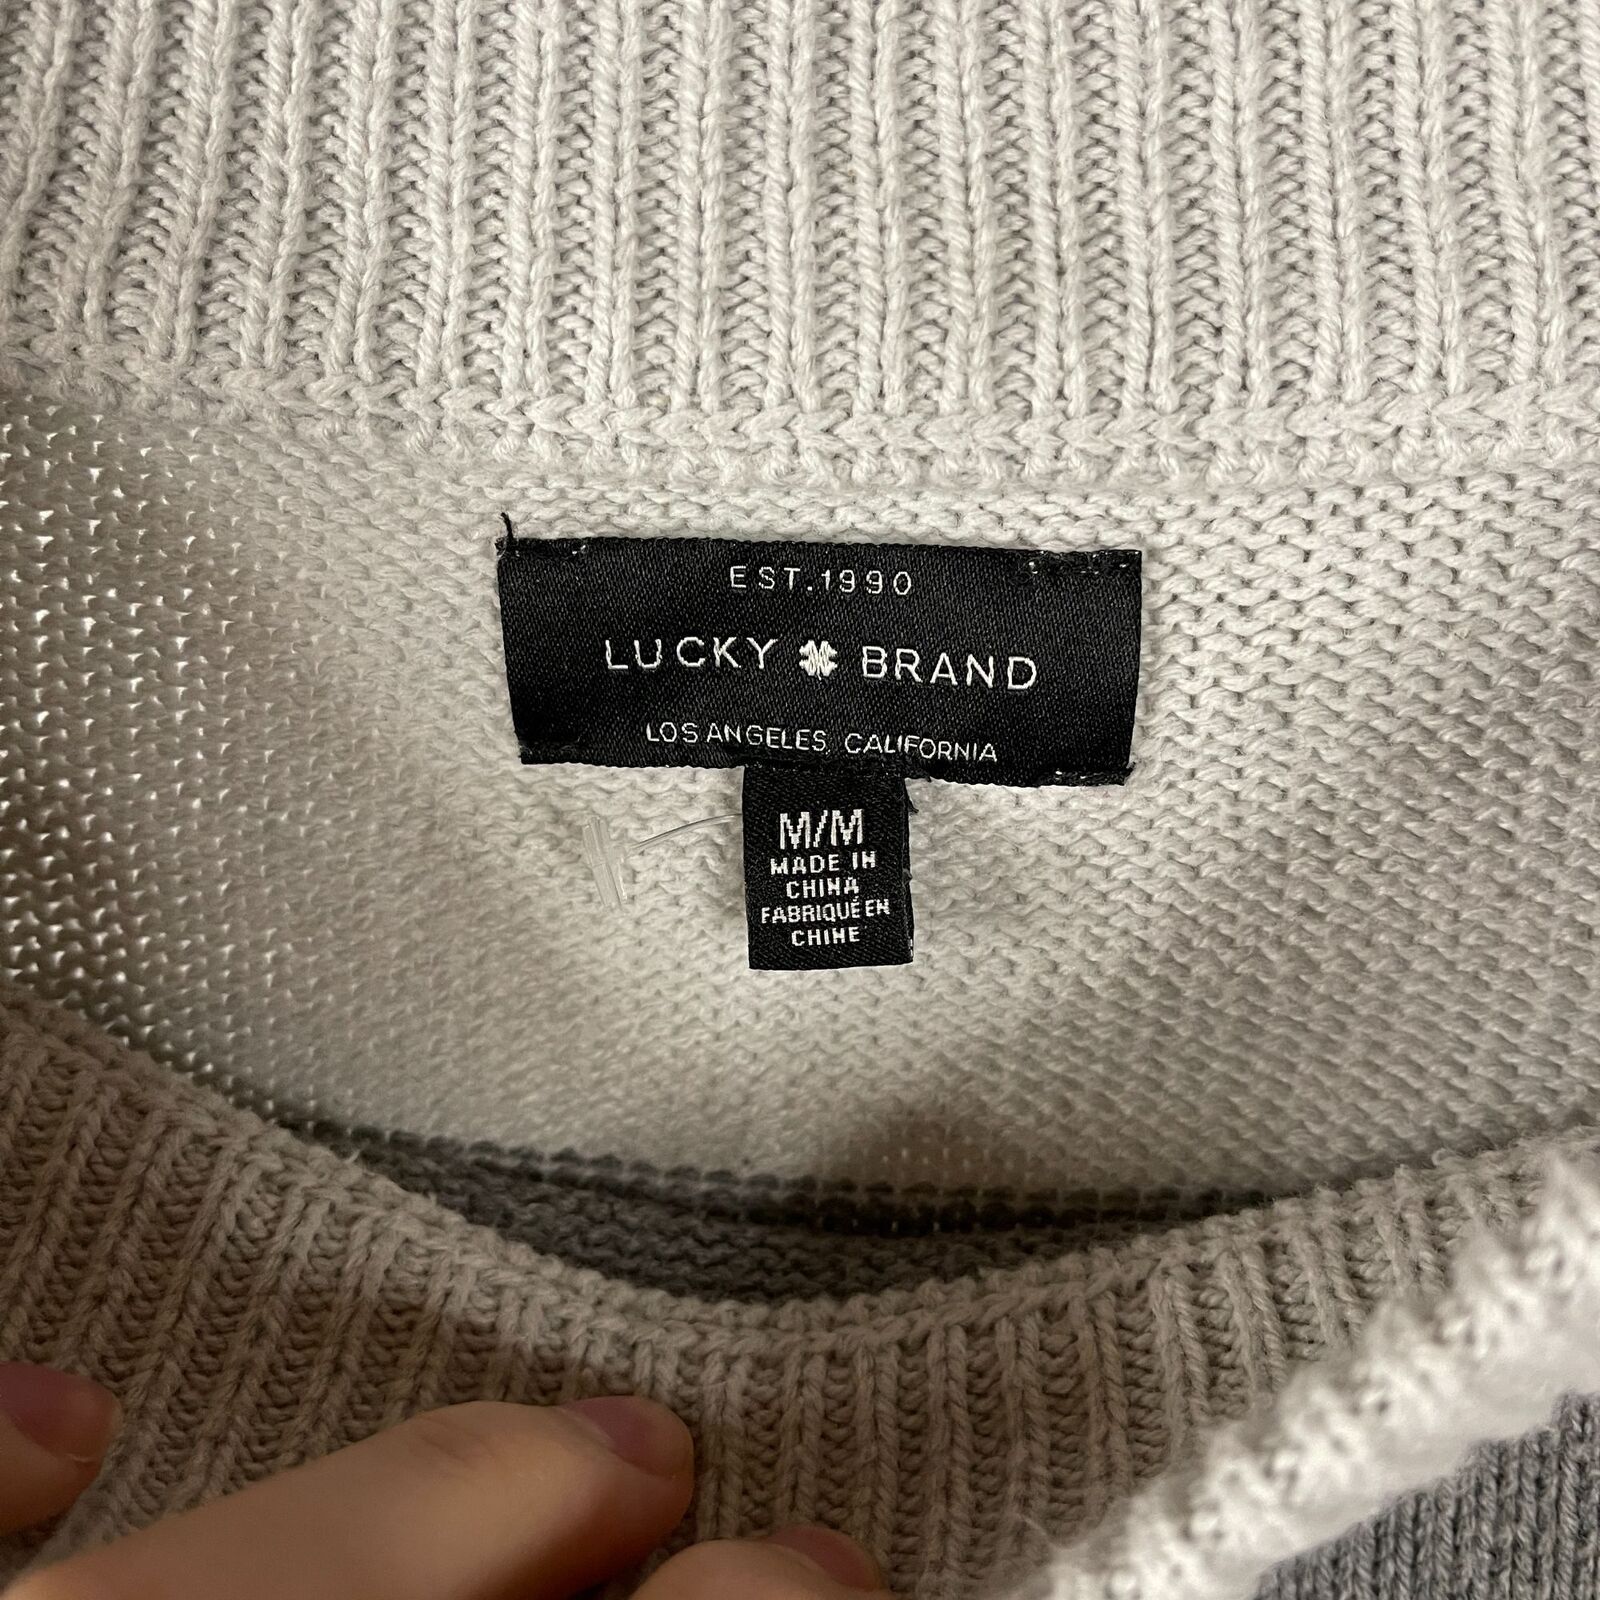 EST.1990
LUCKY BRAND
LOS ANGELES, CALIFORNIA
M/M
MADE IN
CHINA
FABRIQUÉ EN
CHINE